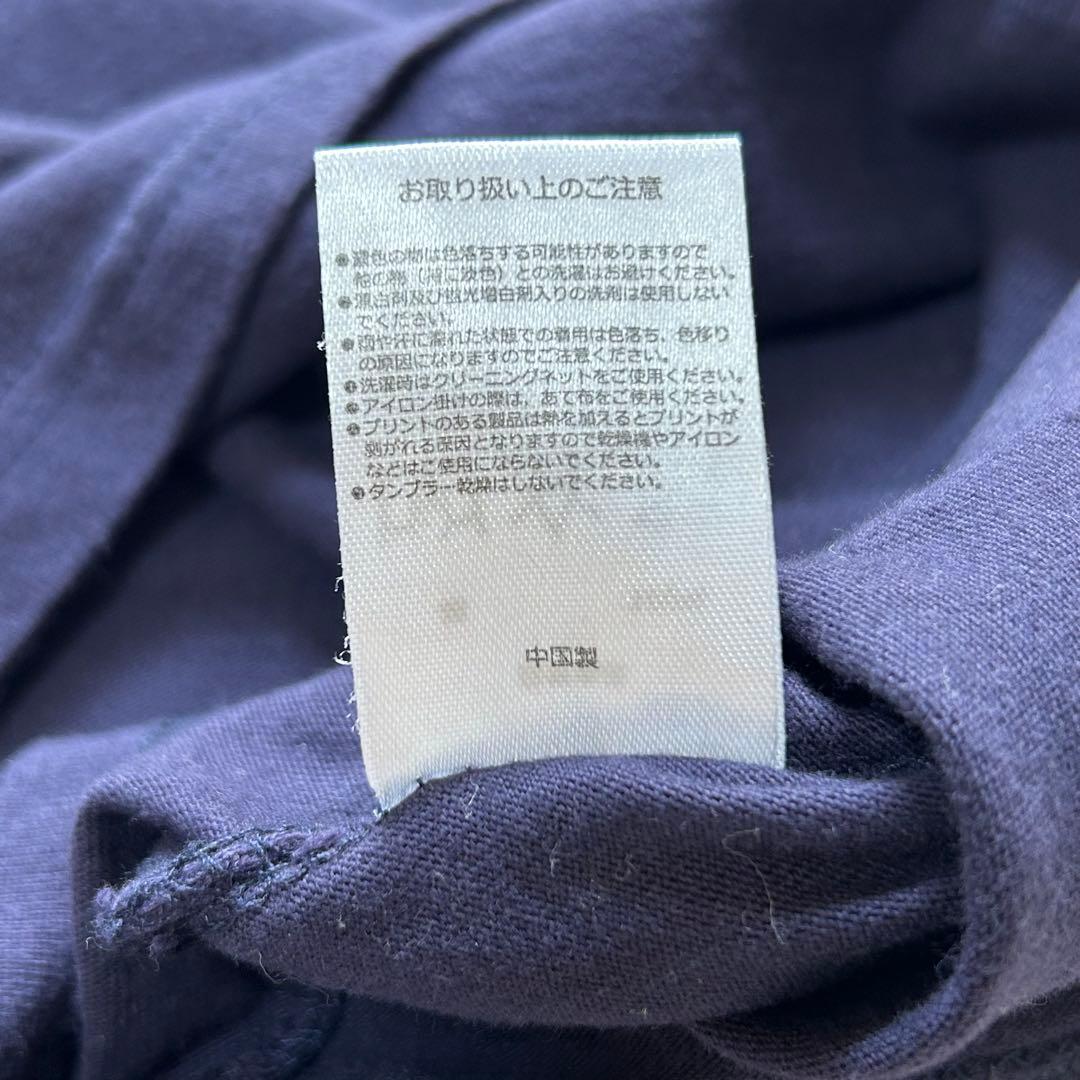 お取り扱い上のご注意
●濃色の物は色落ちする可能性がありますので
他の物（特に淡色）との洗濯はお避けください。
●漂白剤及び蛍光増白剤入りの洗剤は使用しない
でください。
●雨や汗に濡れた状態での着用は色落ち、色移り
の原因になりますのでご注意ください。
●洗濯時はクリーニングネットをご使用ください。
●アイロン掛けの際は、あて布をご使用ください。
●プリントのある製品は熱を加えるとプリントが
剥がれる原因となりますので乾燥機やアイロン
などはご使用にならないでください。
●タンブラー乾燥はしないでください。
中国製